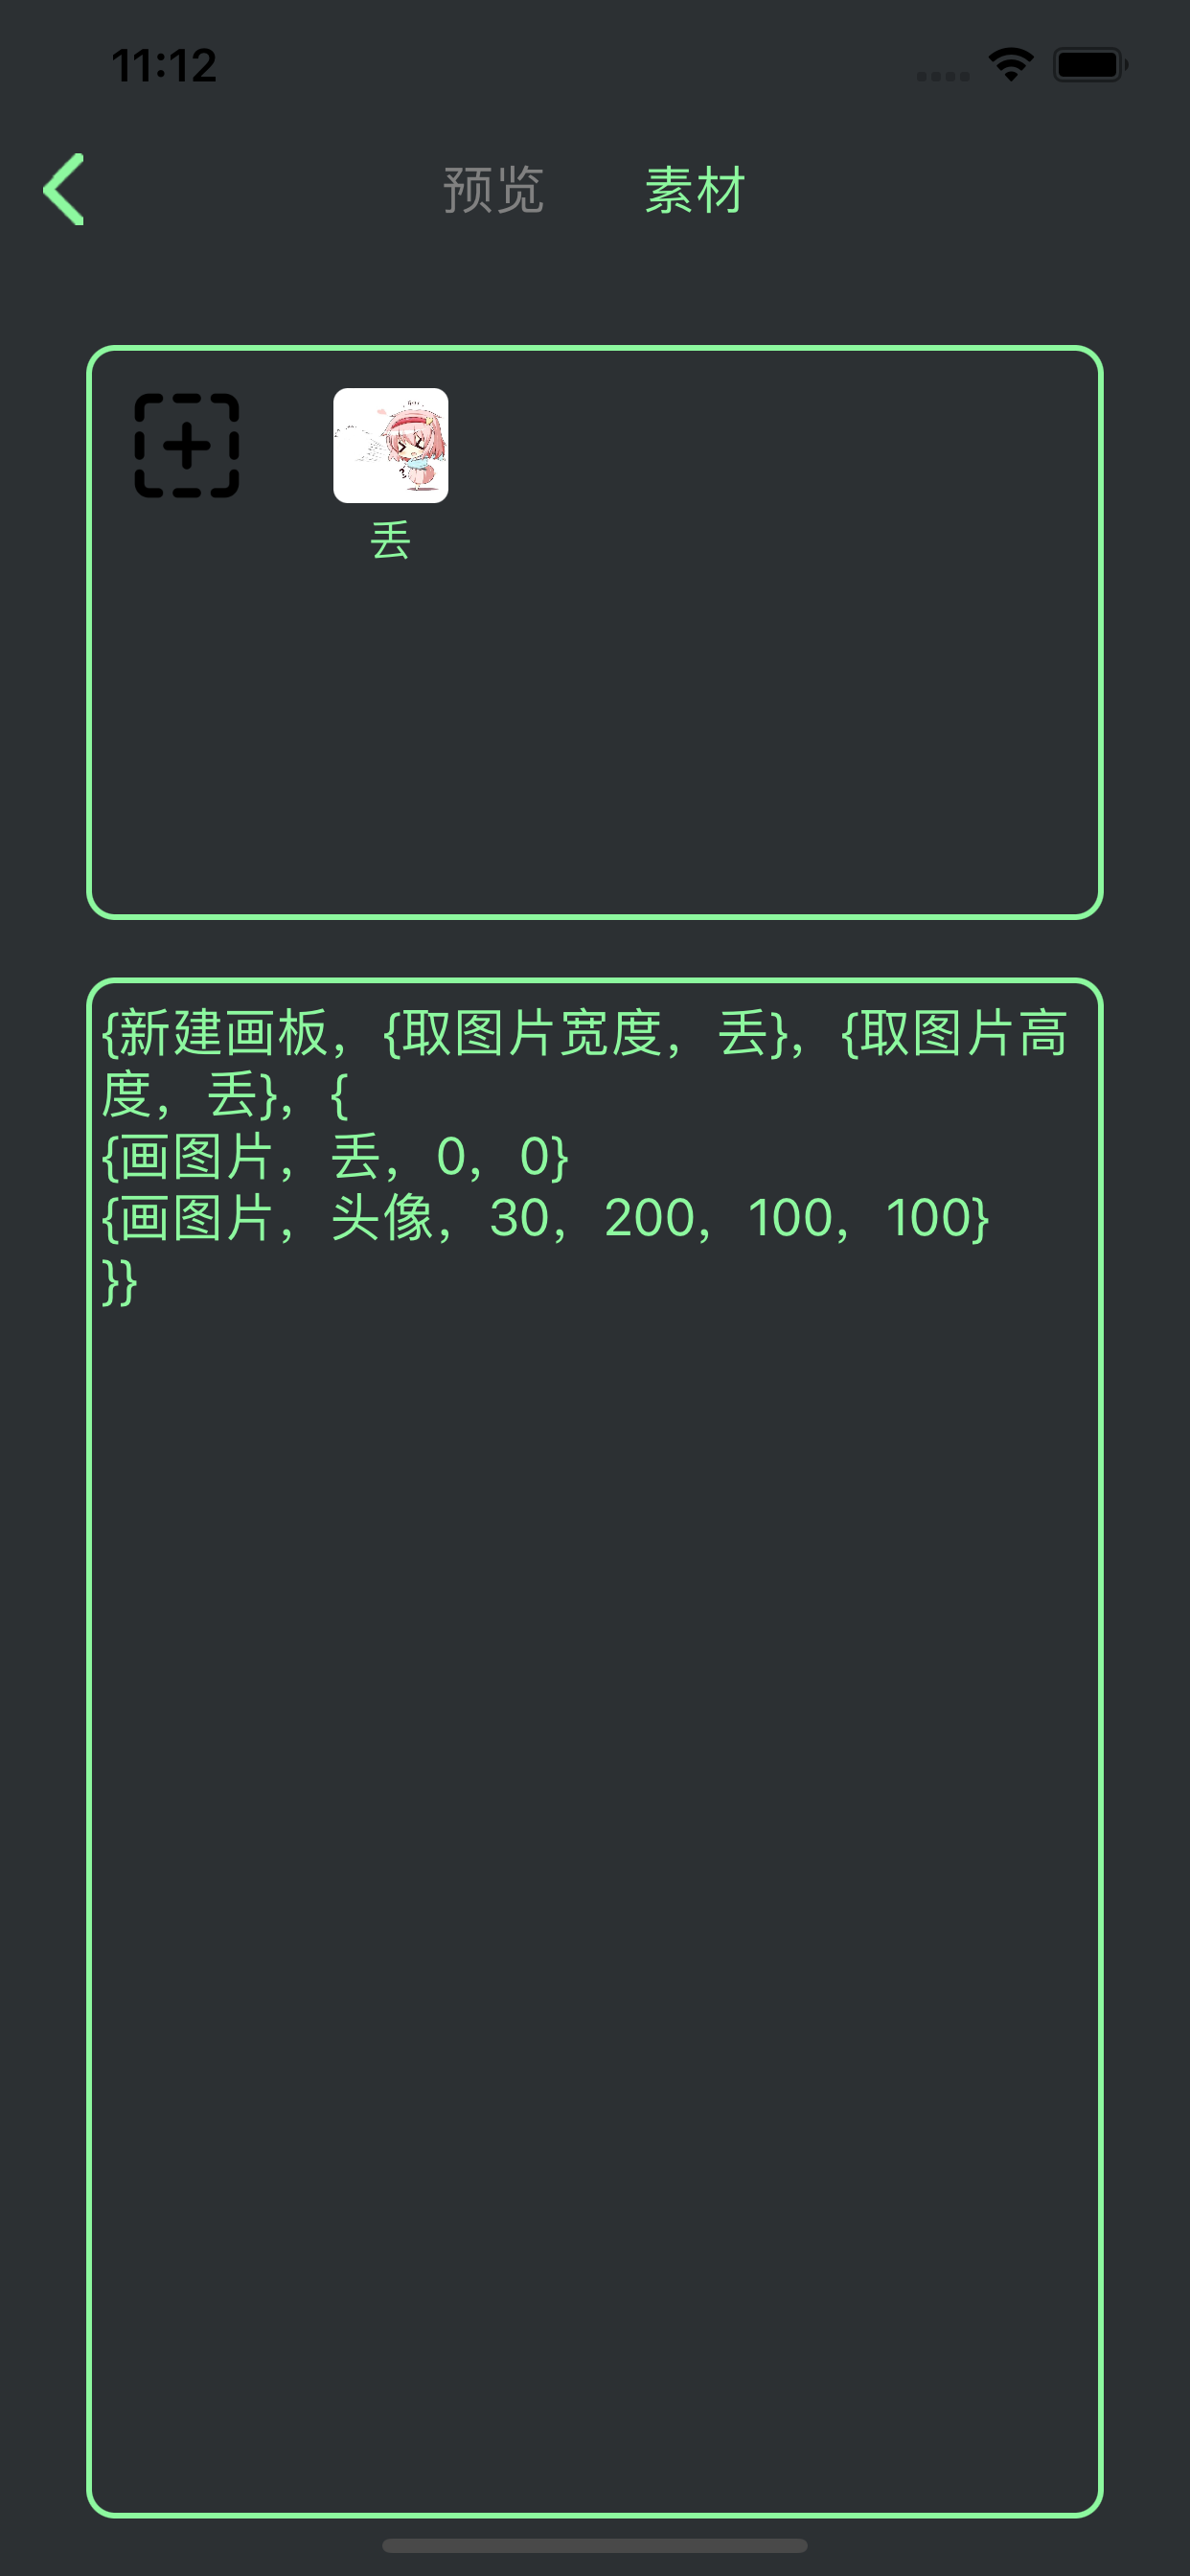 11:12
预览 素材
丢
{新建画板，{取图片宽度，丢}，{取图片高
度，丢}，{
{画图片，丢，0，0}
{画图片，头像，30，200，100，100}
}}